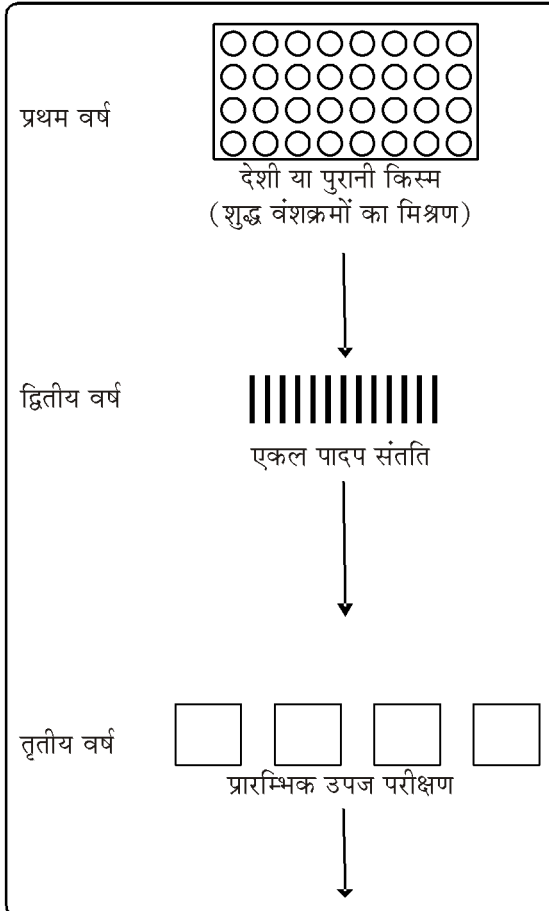 प्रथम वर्ष
देशी या पुरानी किस्म
(शुद्ध वंशक्रमों का मिश्रण)
द्वितीय वर्ष
एकल पादप संतति
तृतीय वर्ष
प्रारम्भिक उपज परीक्षण